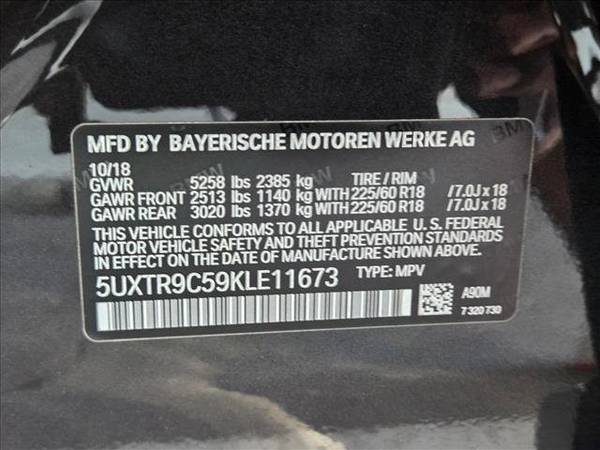 MFD BY BAYERISCHE MOTOREN WERKE AG
10/18
GVWR 5258 lbs 2385 kg TIRE / RIM
GAWR FRONT 2513 lbs 1140 kg WITH 225/60 R18 /7.0J x 18
GAWR REAR 3020 lbs 1370 kg WITH 225/60 R18 /7.0J x 18
THIS VEHICLE CONFORMS TO ALL APPLICABLE U. S. FEDERAL
MOTOR VEHICLE SAFETY AND THEFT PREVENTION STANDARDS
IN EFFECT ON THE DATE OF MANUFACTURE SHOWN ABOVE.
5UXTR9C59KLE11673 TYPE: MPV
A90M
7 320 730